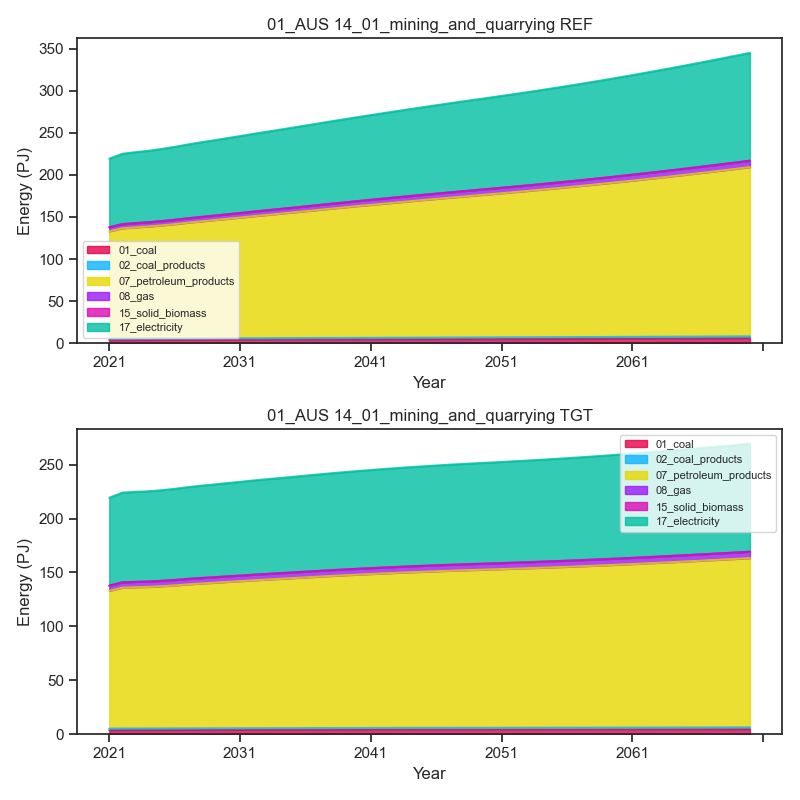 01_AUS 14_01_mining_and_quarrying REF
350
300
250
200
150
100
50
0
Energy (PJ)
01_coal
02_coal_products
07_petroleum_products
08_gas
15_solid_biomass
17_electricity
2021 2031 2041 2051 2061
Year
01_AUS 14_01_mining_and_quarrying TGT
250
200
150
100
50
0
Energy (PJ)
01_coal
02_coal_products
07_petroleum_products
08_gas
15_solid_biomass
17_electricity
2021 2031 2041 2051 2061
Year